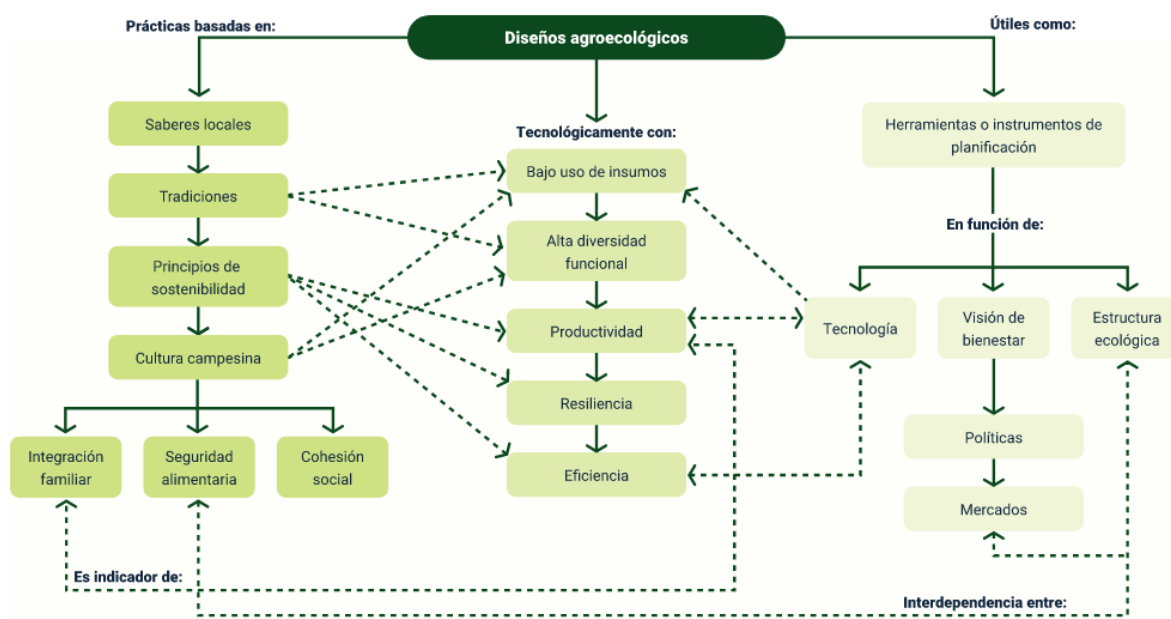 Prácticas basadas en:
Diseños agroecológicos
Útiles como:
Saberes locales
Tecnológicamente con:
Herramientas o instrumentos de
planificación
Tradiciones
Bajo uso de insumos
En función de:
Principios de
sostenibilidad
Alta diversidad
funcional
Cultura campesina
Productividad
Tecnología
Visión de
bienestar
Estructura
ecológica
Integración
familiar
Seguridad
alimentaria
Cohesión
social
Resiliencia
Eficiencia
Políticas
Mercados
Es indicador de:
Interdependencia entre: